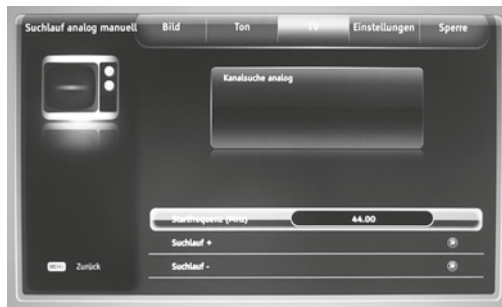 Suchlauf analog manuell
Bild Ton TV Einstellungen Sperre
Kanalsuche analog
Startfrequenz (MHz) 44.00
Suchlauf +
Suchlauf -
MENU Zurück